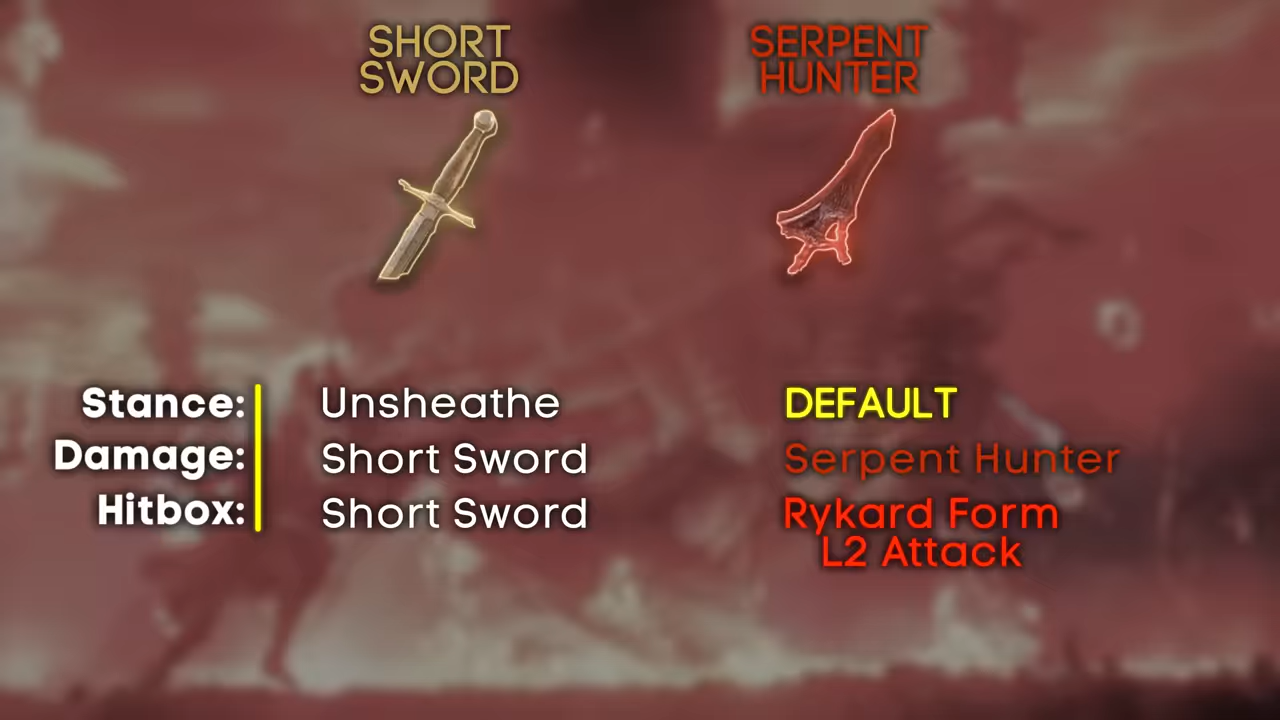 SHORT
SWORD
SERPENT
HUNTER
Stance: Unsheathe DEFAULT
Damage: Short Sword Serpent Hunter
Hitbox: Short Sword Rykard Form
L2 Attack